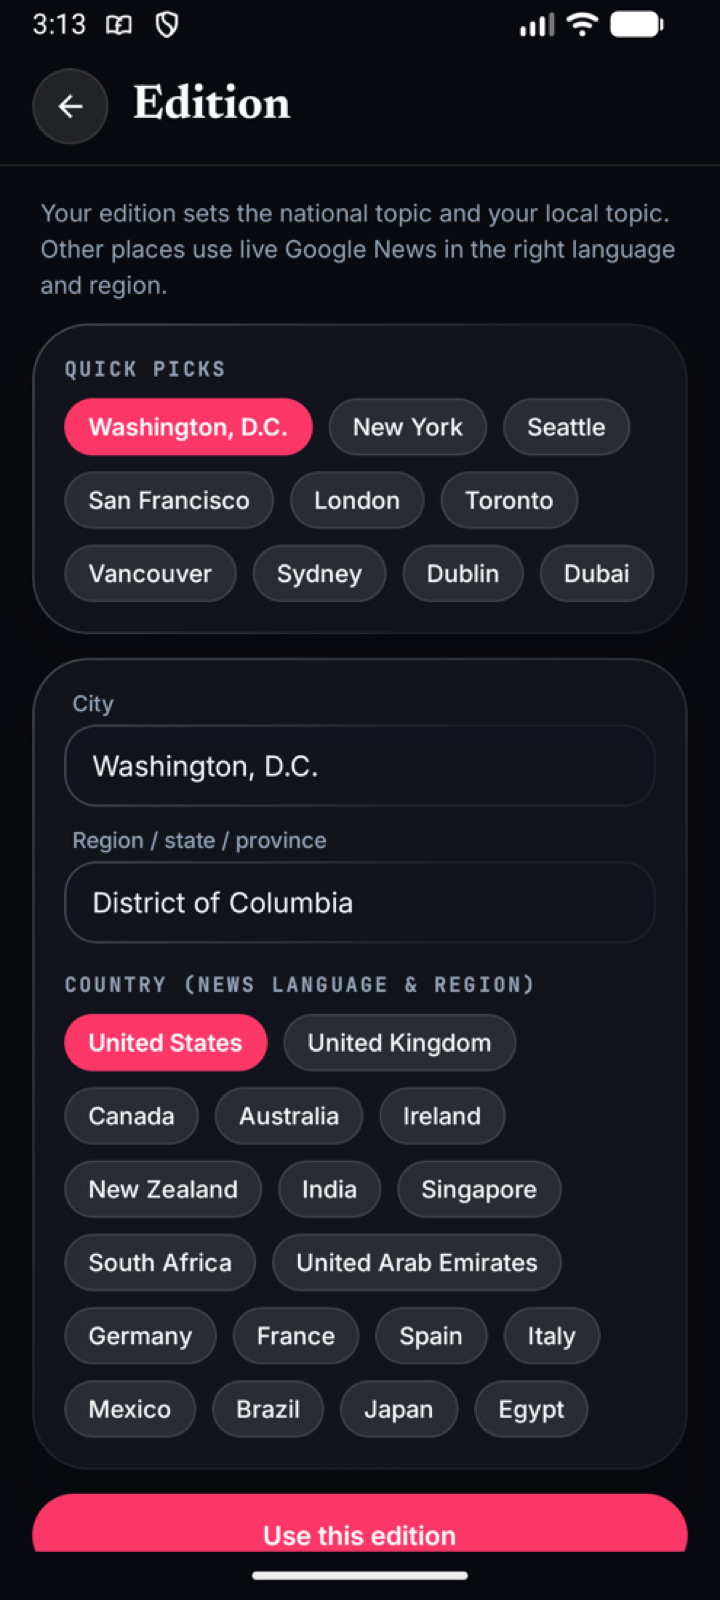 3:13
Edition
Your edition sets the national topic and your local topic.
Other places use live Google News in the right language
and region.
QUICK PICKS
Washington, D.C. New York Seattle
San Francisco London Toronto
Vancouver Sydney Dublin Dubai
City
Washington, D.C.
Region / state / province
District of Columbia
COUNTRY (NEWS LANGUAGE & REGION)
United States United Kingdom
Canada Australia Ireland
New Zealand India Singapore
South Africa United Arab Emirates
Germany France Spain Italy
Mexico Brazil Japan Egypt
Use this edition